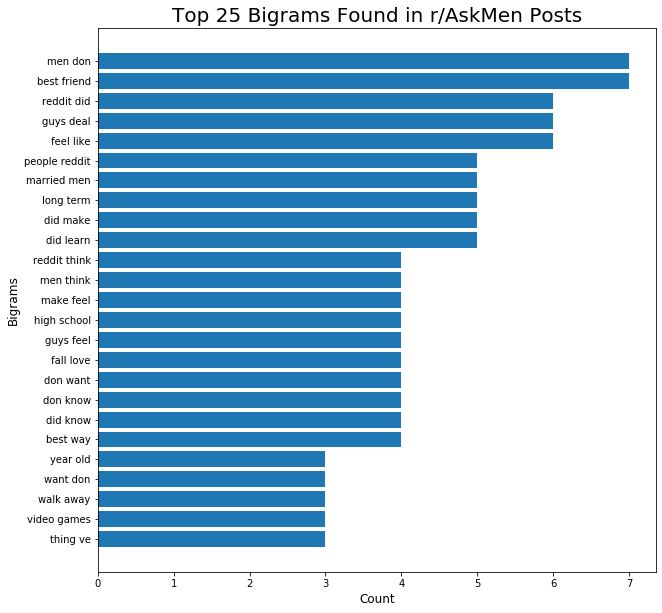 Top 25 Bigrams Found in r/AskMen Posts
men don
best friend
reddit did
guys deal
feel like
people reddit
married men
long term
did make
did learn
reddit think
men think
make feel
high school
guys feel
fall love
don want
don know
did know
best way
year old
want don
walk away
video games
thing ve
Bigrams
0 1 2 3 4 5 6 7
Count